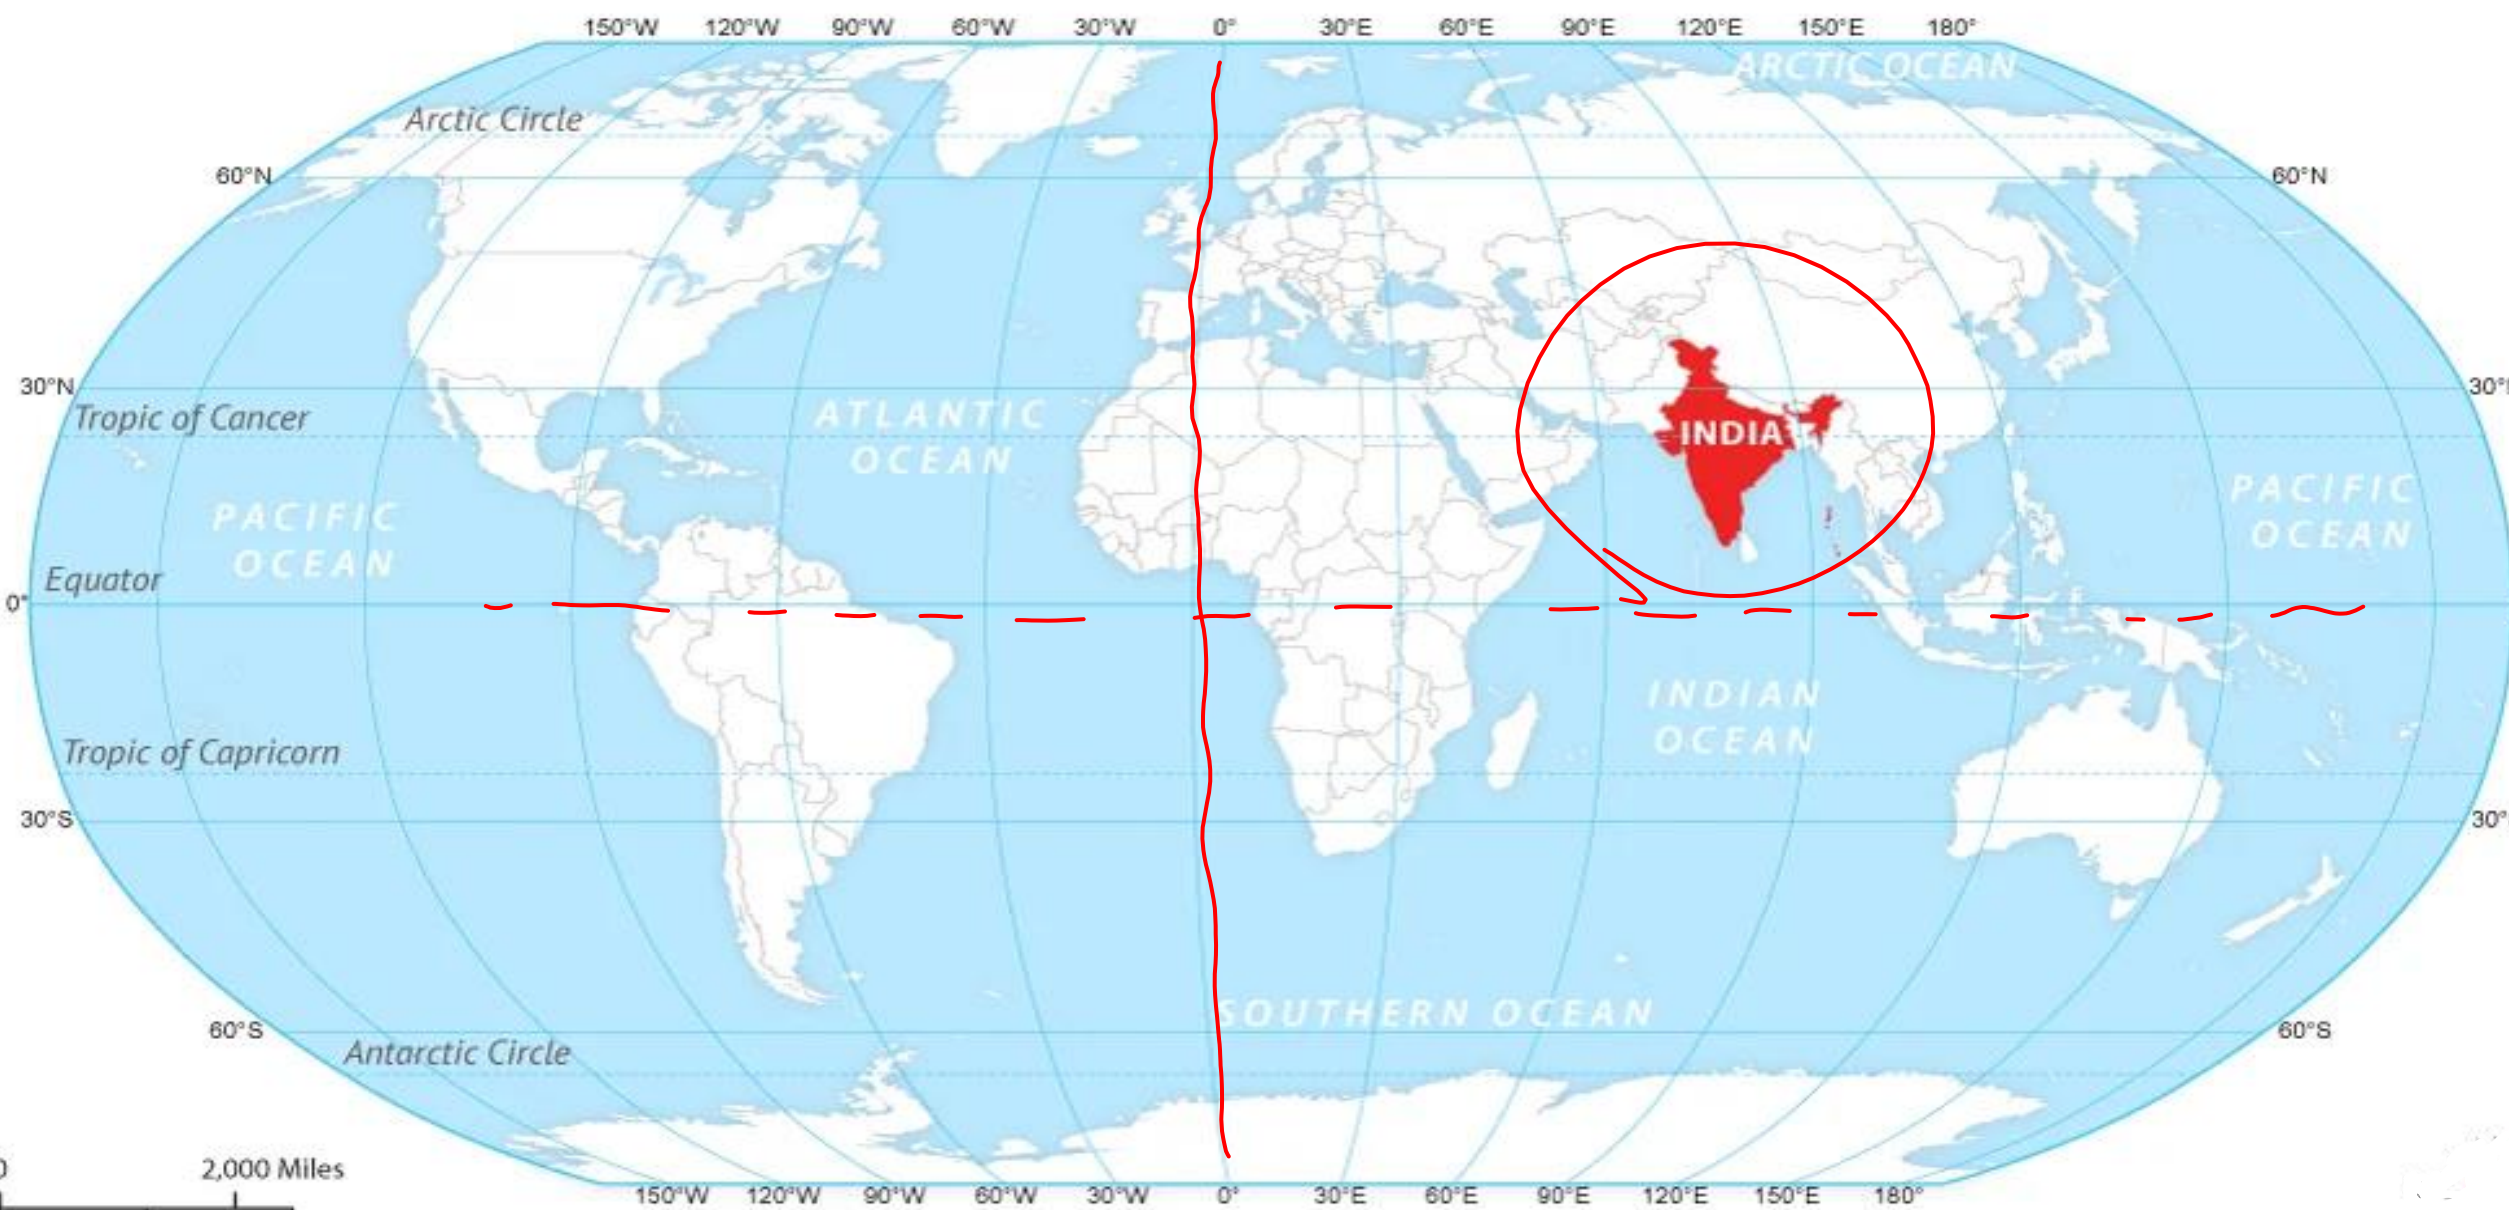 150°W 120°W 90°W 60°W 30°W 0° 30°E 60°E 90°E 120°E 150°E 180°
ARCTIC OCEAN
Arctic Circle
60°N 60°N
30°N 30°
Tropic of Cancer
ATLANTIC
OCEAN
INDIA
PACIFIC
OCEAN
PACIFIC
OCEAN
Equator
0°
INDIAN
OCEAN
Tropic of Capricorn
30°S 30°
SOUTHERN OCEAN
60°S 60°S
Antarctic Circle
0 2,000 Miles
150°W 120°W 90°W 60°W 30°W 0° 30°E 60°E 90°E 120°E 150°E 180°